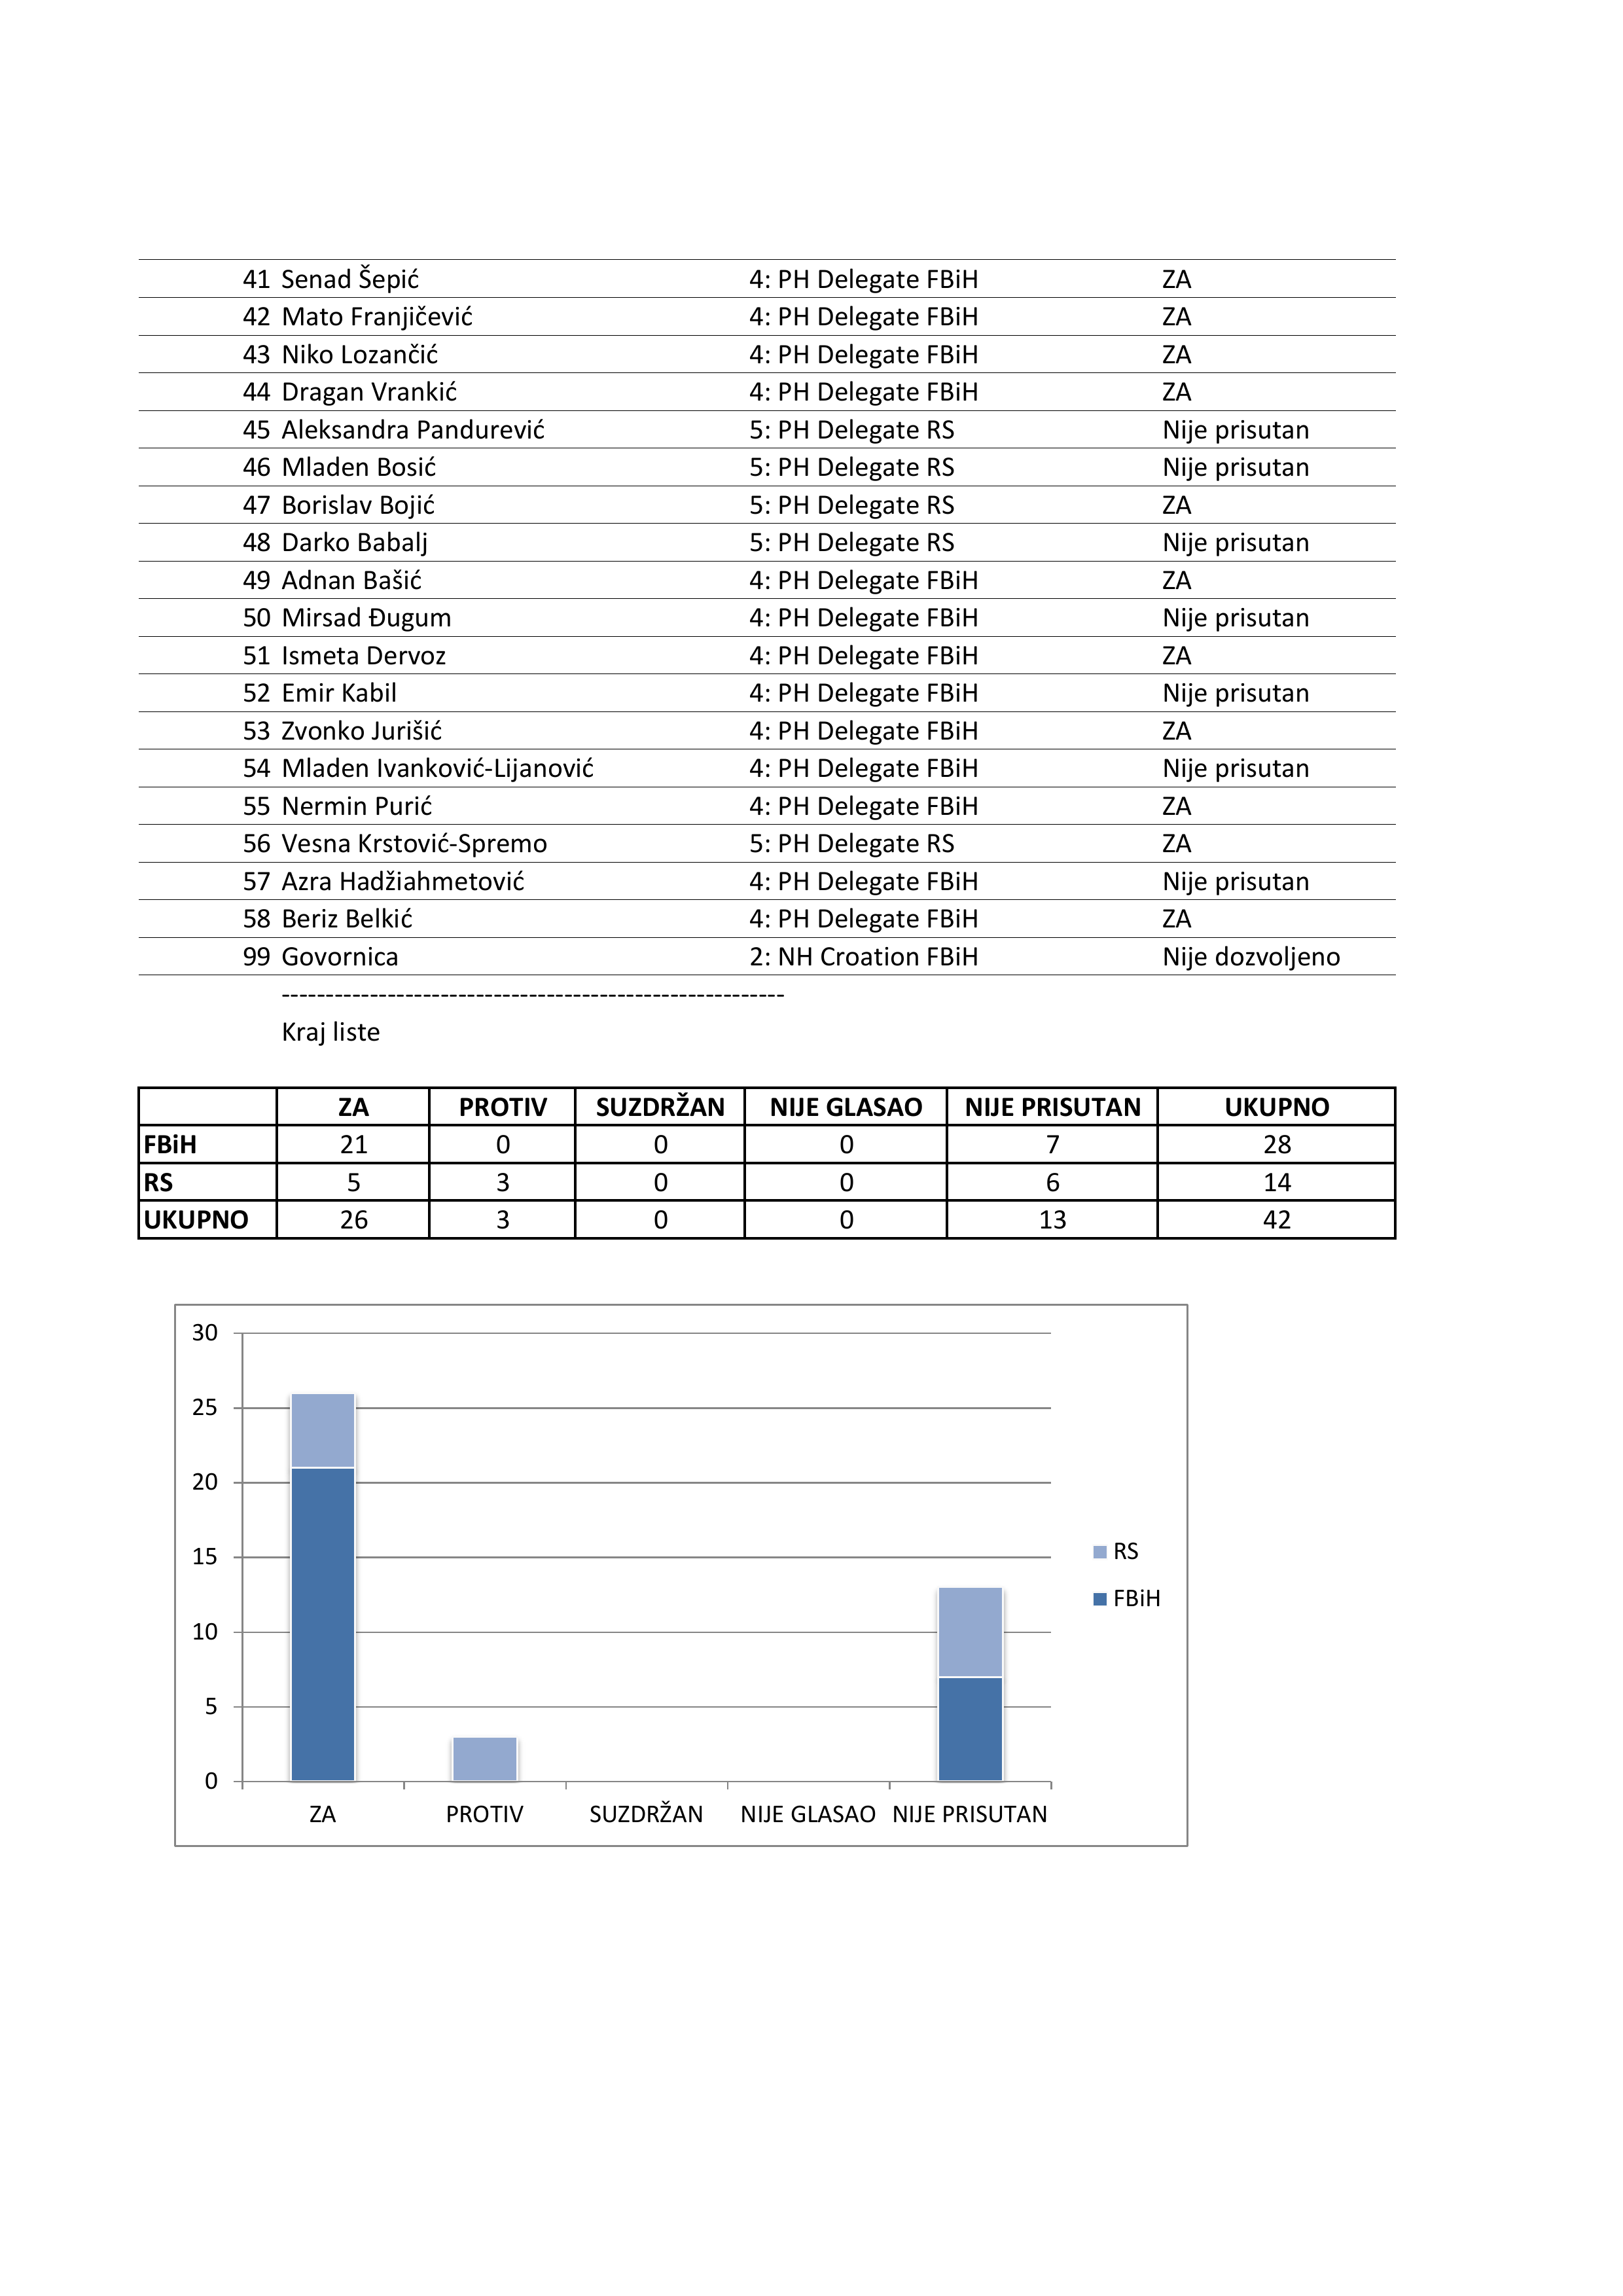 41 Senad Šepić 4: PH Delegate FBiH ZA
42 Mato Franjičević 4: PH Delegate FBiH ZA
43 Niko Lozančić 4: PH Delegate FBiH ZA
44 Dragan Vrankić 4: PH Delegate FBiH ZA
45 Aleksandra Pandurević 5: PH Delegate RS Nije prisutan
46 Mladen Bosić 5: PH Delegate RS Nije prisutan
47 Borislav Bojić 5: PH Delegate RS ZA
48 Darko Babalj 5: PH Delegate RS Nije prisutan
49 Adnan Bašić 4: PH Delegate FBiH ZA
50 Mirsad Đugum 4: PH Delegate FBiH Nije prisutan
51 Ismeta Dervoz 4: PH Delegate FBiH ZA
52 Emir Kabil 4: PH Delegate FBiH Nije prisutan
53 Zvonko Jurišić 4: PH Delegate FBiH ZA
54 Mladen Ivanković-Lijanović 4: PH Delegate FBiH Nije prisutan
55 Nermin Purić 4: PH Delegate FBiH ZA
56 Vesna Krstović-Spremo 5: PH Delegate RS ZA
57 Azra Hadžiahmetović 4: PH Delegate FBiH Nije prisutan
58 Beriz Belkić 4: PH Delegate FBiH ZA
99 Govornica 2: NH Croation FBiH Nije dozvoljeno
---------------------------------------------------------
Kraj liste
ZA PROTIV SUZDRŽAN NIJE GLASAO NIJE PRISUTAN UKUPNO
FBiH 21 0 0 0 7 28
RS 5 3 0 0 6 14
UKUPNO 26 3 0 0 13 42
30
25
20
15
10
5
0
ZA PROTIV SUZDRŽAN NIJE GLASAO NIJE PRISUTAN
RS
FBiH